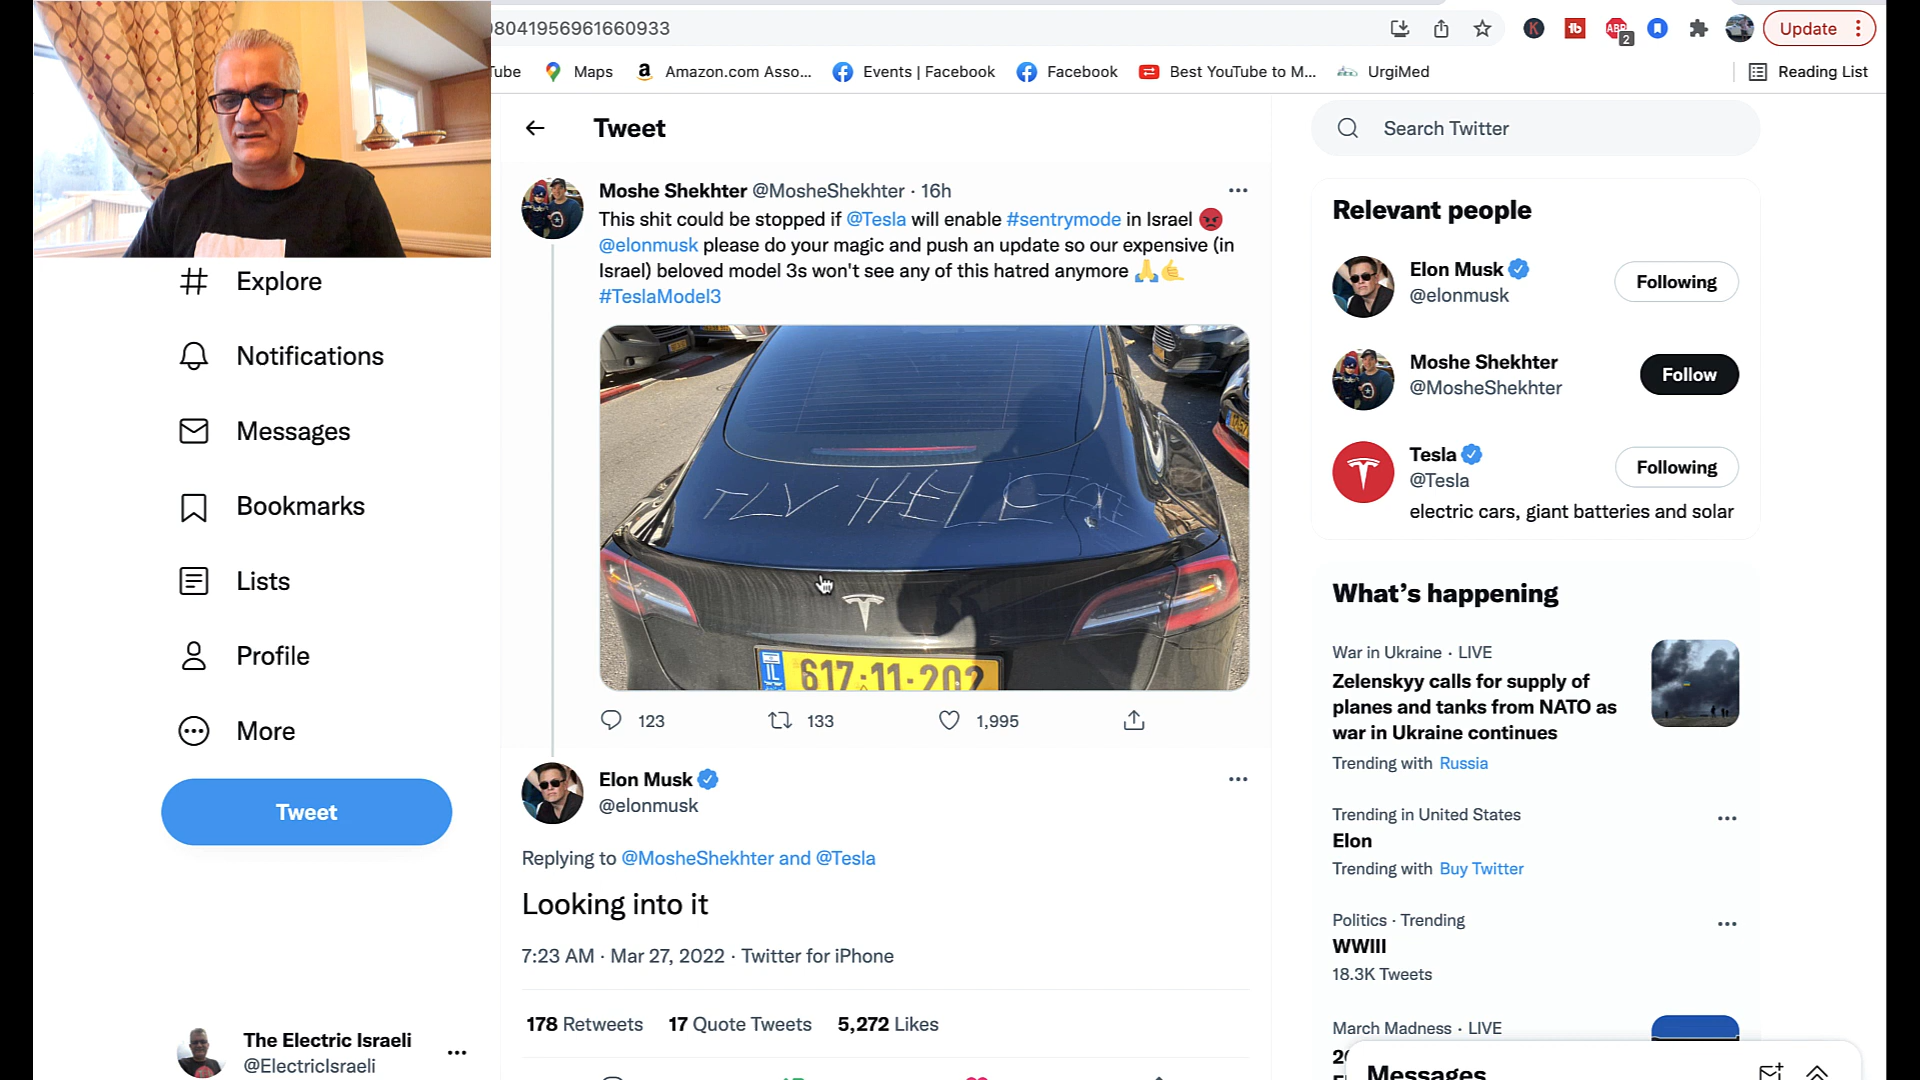 08041956961660933
ABP
2
Update
Tube
Maps
Amazon.com Asso...
Events | Facebook
Facebook
Best YouTube to M...
UrgiMed
Reading List
Tweet
Search Twitter
Explore
Notifications
Messages
Bookmarks
Lists
Profile
More
Tweet
The Electric Israeli
@ElectricIsraeli
Moshe Shekhter @MosheShekhter · 16h
This shit could be stopped if @Tesla will enable #sentrymode in Israel 😡
@elonmusk please do your magic and push an update so our expensive (in
Israel) beloved model 3s won't see any of this hatred anymore 🙏🤙
#TeslaModel3
TLV HEL
IL
617·11·202
123
133
1,995
Elon Musk
@elonmusk
Replying to @MosheShekhter and @Tesla
Looking into it
7:23 AM · Mar 27, 2022 · Twitter for iPhone
178 Retweets 17 Quote Tweets 5,272 Likes
Relevant people
Elon Musk
@elonmusk
Following
Moshe Shekhter
@MosheShekhter
Follow
Tesla
@Tesla
Following
electric cars, giant batteries and solar
What's happening
War in Ukraine · LIVE
Zelenskyy calls for supply of
planes and tanks from NATO as
war in Ukraine continues
Trending with Russia
Trending in United States
Elon
Trending with Buy Twitter
Politics · Trending
WWIII
18.3K Tweets
March Madness · LIVE
Messages